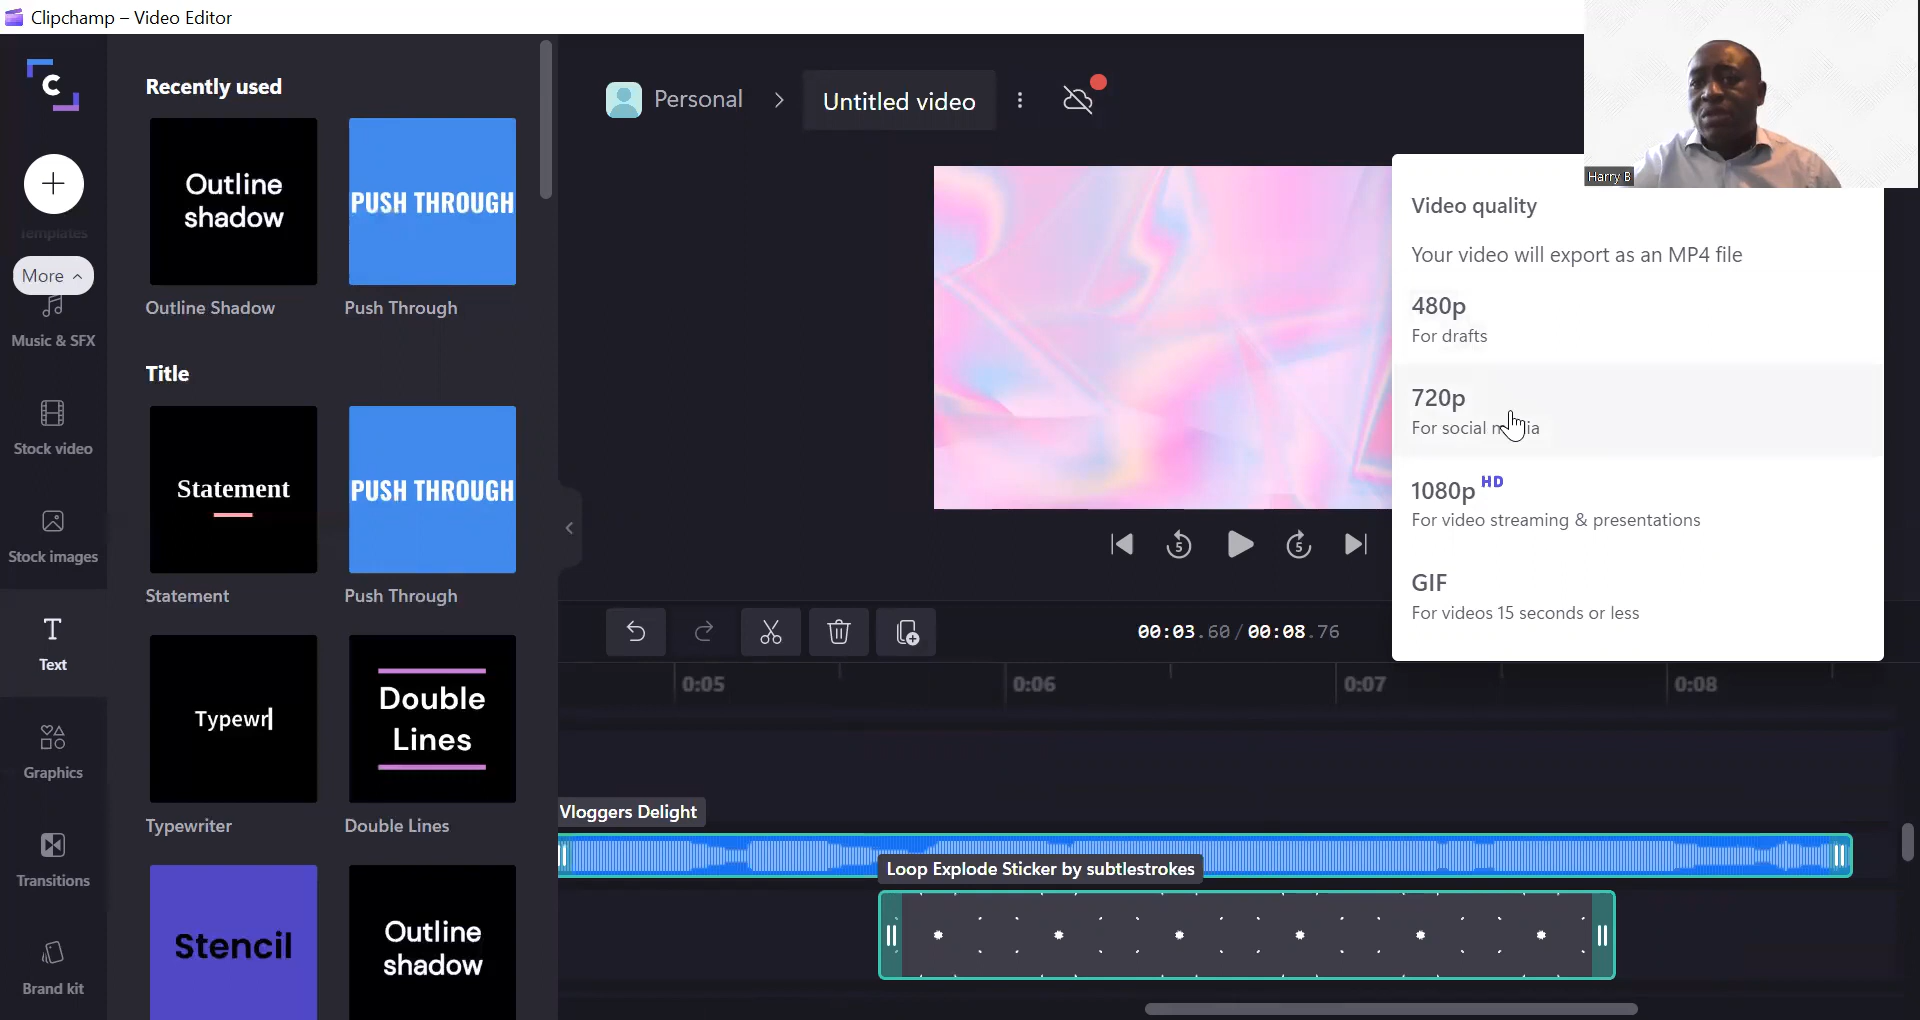 Clipchamp – Video Editor
C
Templates
More
Music & SFX
Stock video
Stock images
T
Text
Graphics
Transitions
Brand kit
Recently used
Outline
shadow
PUSH THROUGH
Outline Shadow
Push Through
Title
Statement
PUSH THROUGH
Statement
Push Through
Typewr
Double
Lines
Typewriter
Double Lines
Stencil
Outline
shadow
Personal
Untitled video
Harry B
Video quality
Your video will export as an MP4 file
480p
For drafts
720p
For social
1080p HD
For video streaming & presentations
GIF
For videos 15 seconds or less
5
5
00:03.60/00:08.76
0:05
0:06
0:07
0:08
Vloggers Delight
Loop Explode Sticker by subtlestrokes